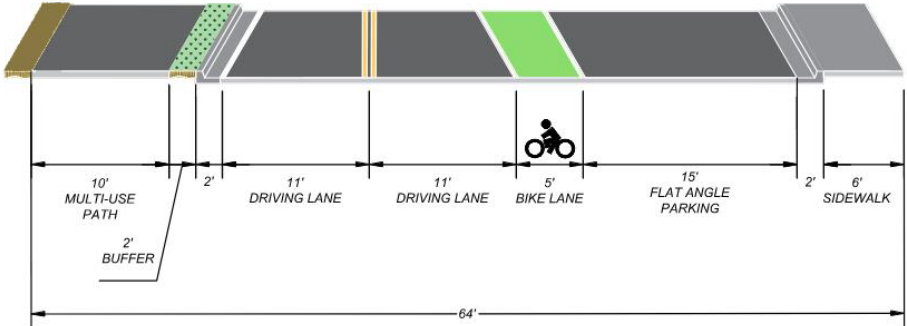 10'
MULTI-USE
PATH
2'
BUFFER
2'
11'
DRIVING LANE
11'
DRIVING LANE
5'
BIKE LANE
15'
FLAT ANGLE
PARKING
2'
6'
SIDEWALK
64'